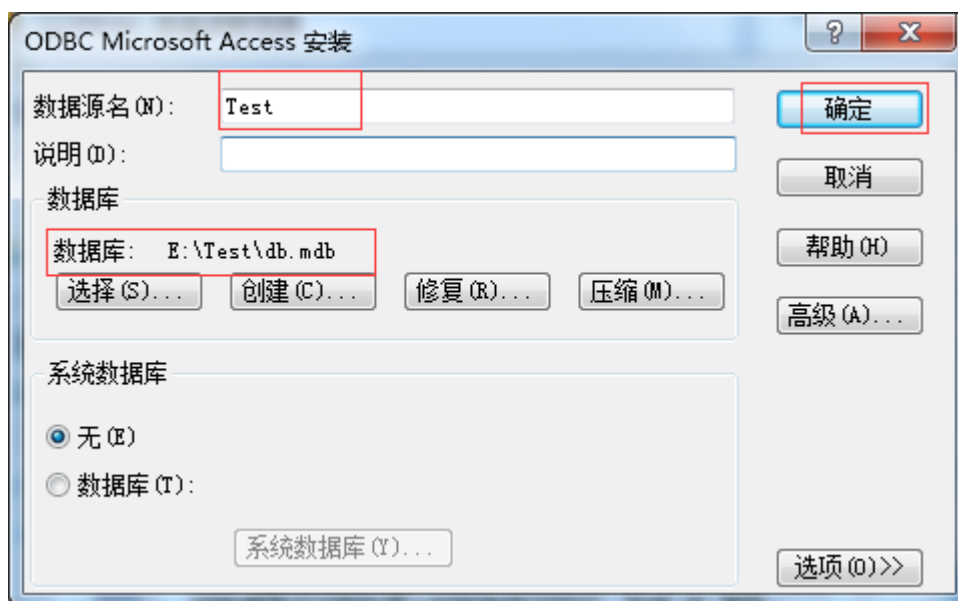 ODBC Microsoft Access 安装
数据源名(N): Test
确定
说明(D):
取消
数据库
数据库: E:\Test\db.mdb
帮助(H)
选择(S)... 创建(C)... 修复(R)... 压缩(M)...
高级(A)...
系统数据库
无(E)
数据库(T):
系统数据库(Y)...
选项(O)>>